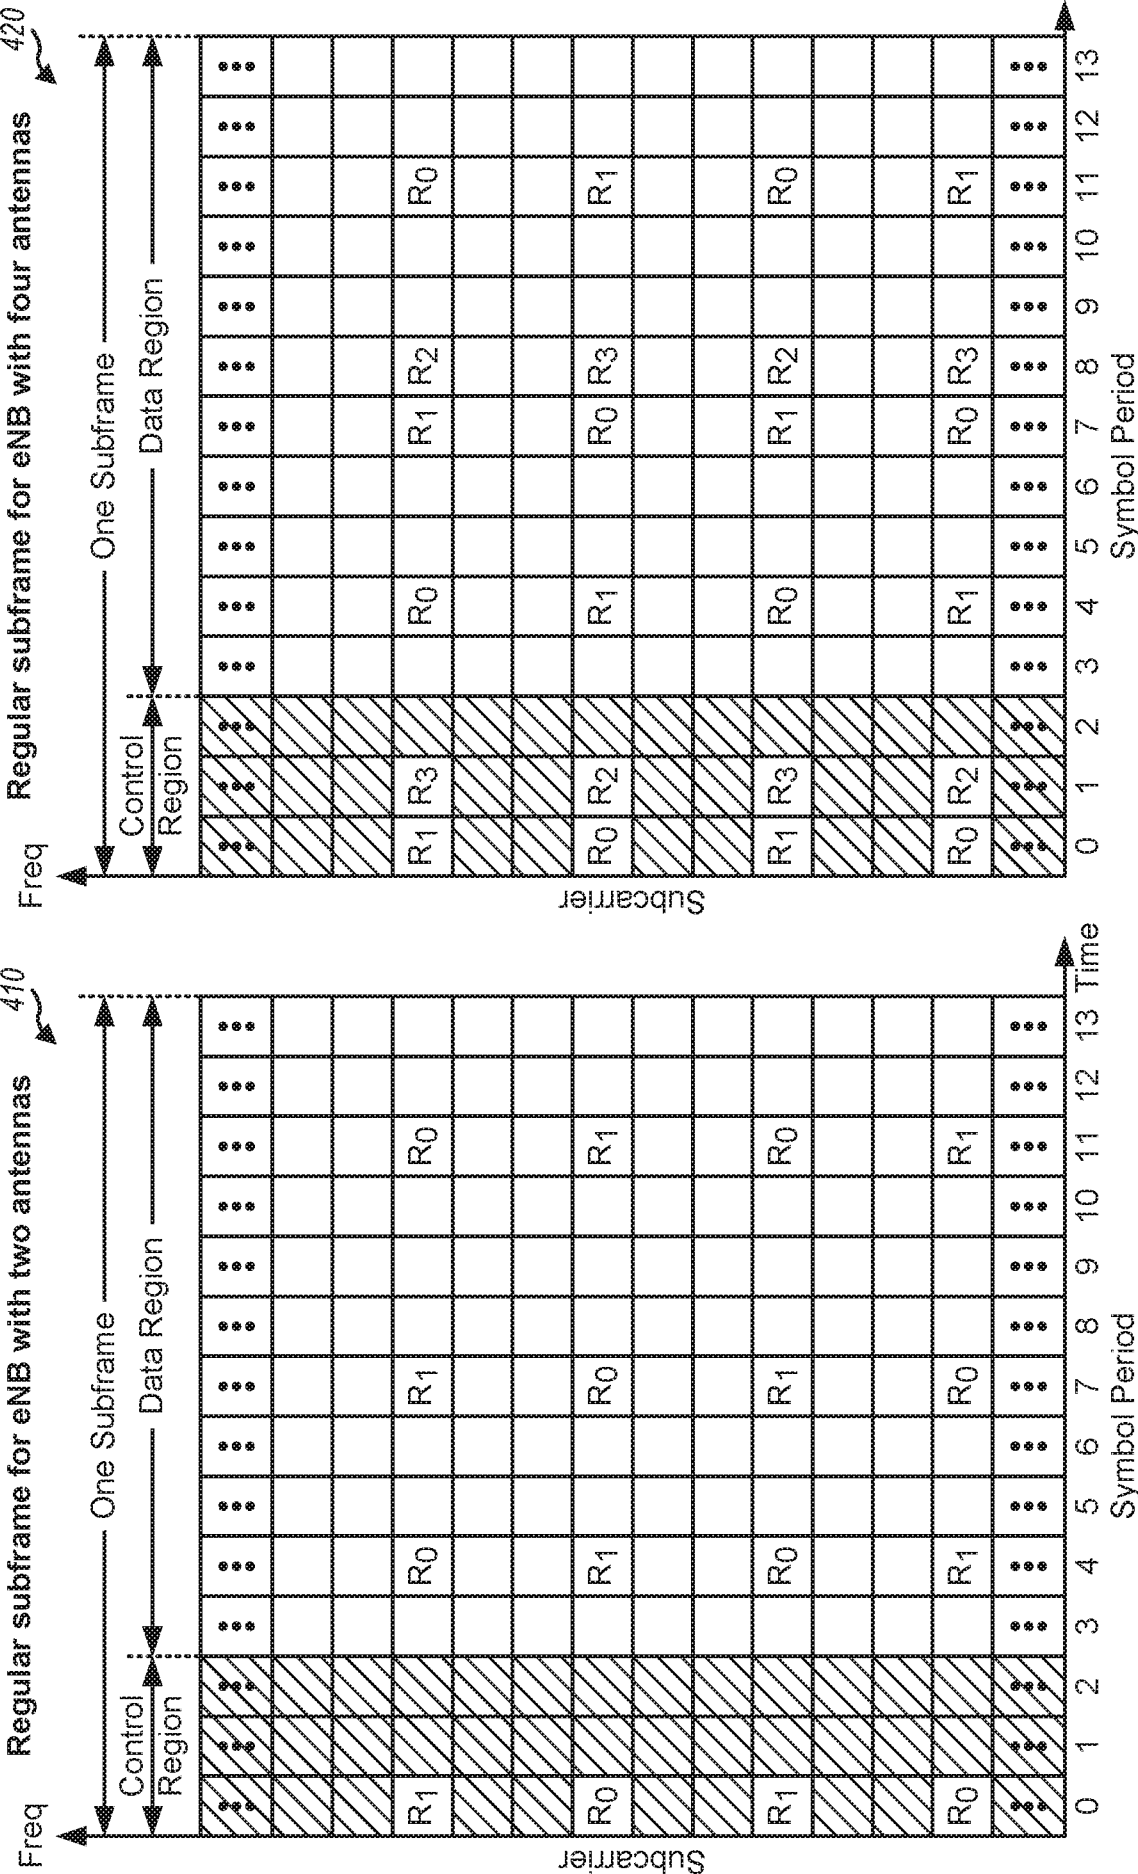 Regular subframe for eNB with two antennas
410
Freq
One Subframe
Control
Region
Data Region
Subcarrier
R1 R0 R1 R0
R0 R1 R0 R1
R1 R0 R1 R0
R0 R1 R0 R1
0 1 2 3 4 5 6 7 8 9 10 11 12 13
Time
Symbol Period
Regular subframe for eNB with four antennas
420
Freq
One Subframe
Control
Region
Data Region
Subcarrier
R1 R3 R0 R1 R2 R0
R0 R2 R1 R0 R3 R1
R1 R3 R0 R1 R2 R0
R0 R2 R1 R0 R3 R1
0 1 2 3 4 5 6 7 8 9 10 11 12 13
Symbol Period